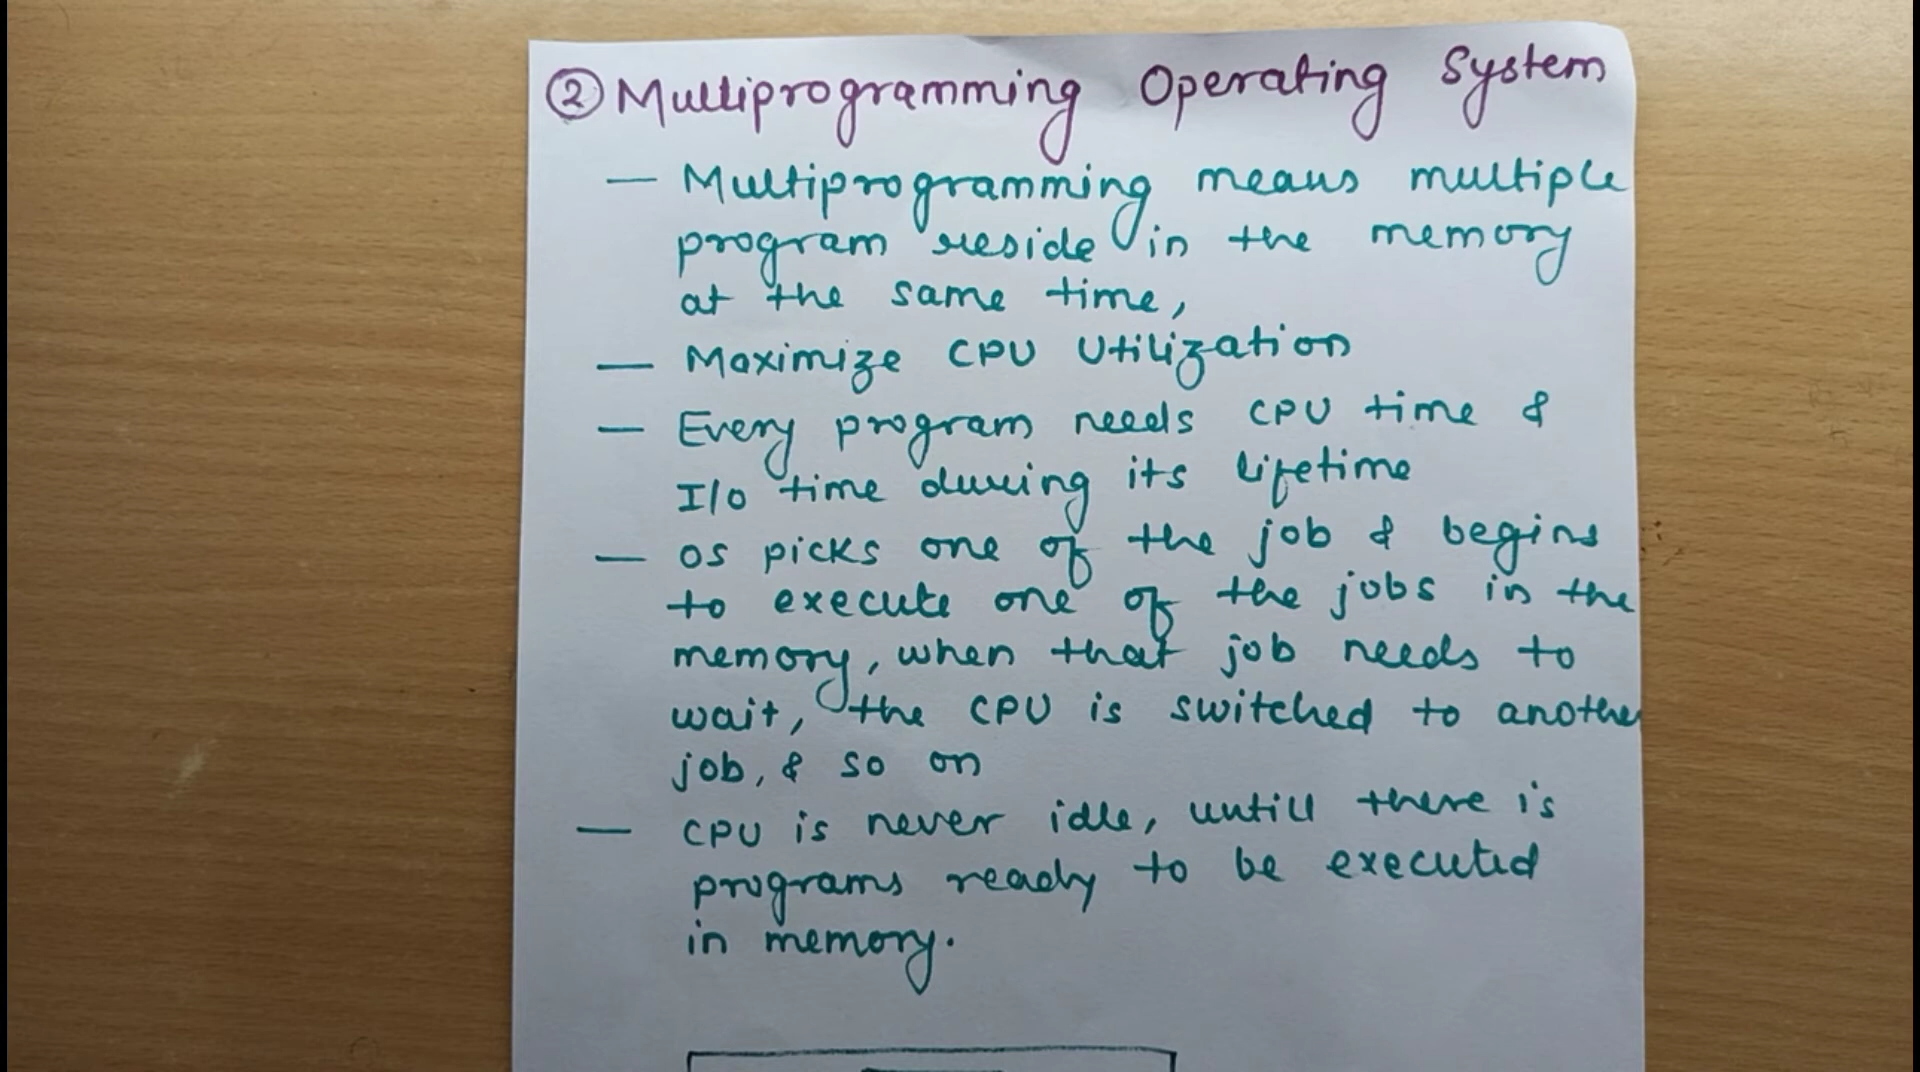 ② Multiprogramming Operating System
— Multiprogramming means multiple
program reside in the memory
at the same time,
— Maximize CPU Utilization
— Every program needs CPU time &
I/O time during its lifetime
— OS picks one of the job & begins
to execute one of the jobs in the
memory, when that job needs to
wait, the CPU is switched to another
job, & so on
— CPU is never idle, untill there is
programs ready to be executed
in memory.